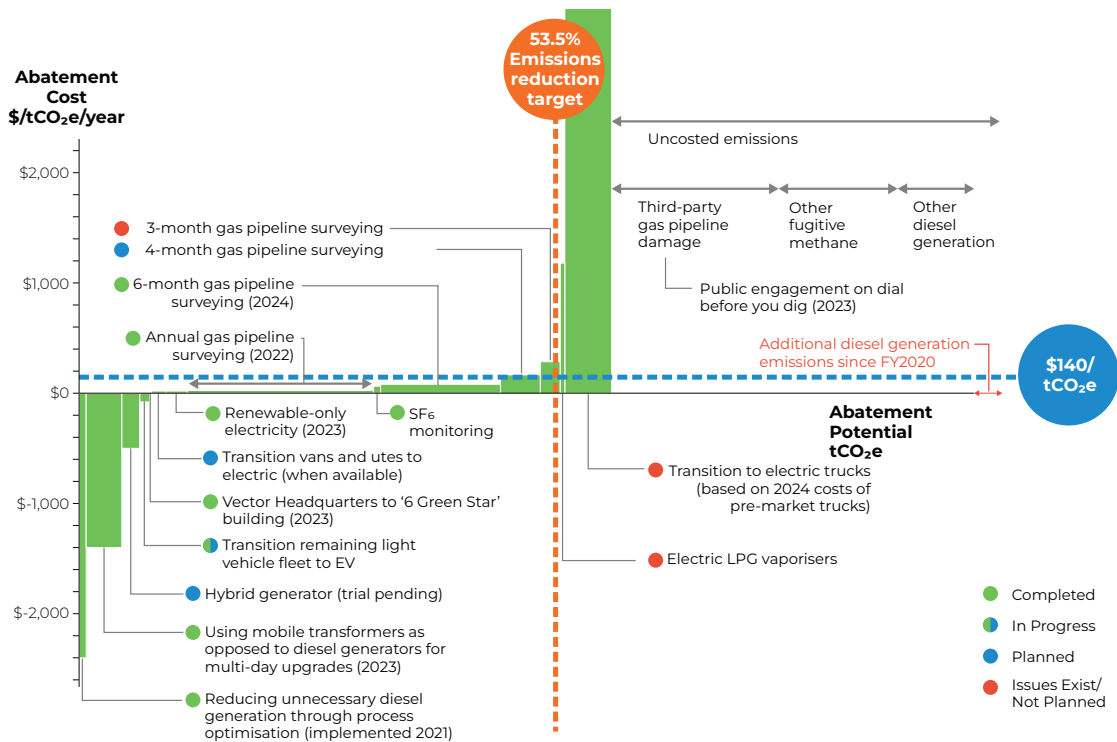 53.5%
Emissions
reduction
target
Abatement
Cost
$/tCO₂e/year
$2,000
$1,000
$0
$-1,000
$-2,000
Uncosted emissions
Third-party
gas pipeline
damage
Other
fugitive
methane
Other
diesel
generation
Public engagement on dial
before you dig (2023)
3-month gas pipeline surveying
4-month gas pipeline surveying
6-month gas pipeline
surveying (2024)
Annual gas pipeline
surveying (2022)
Additional diesel generation
emissions since FY2020
$140/
tCO₂e
Renewable-only
electricity (2023)
SF₆
monitoring
Abatement
Potential
tCO₂e
Transition vans and utes to
electric (when available)
Transition to electric trucks
(based on 2024 costs of
pre-market trucks)
Vector Headquarters to ‘6 Green Star’
building (2023)
Transition remaining light
vehicle fleet to EV
Electric LPG vaporisers
Hybrid generator (trial pending)
Using mobile transformers as
opposed to diesel generators for
multi-day upgrades (2023)
Reducing unnecessary diesel
generation through process
optimisation (implemented 2021)
Completed
In Progress
Planned
Issues Exist/
Not Planned